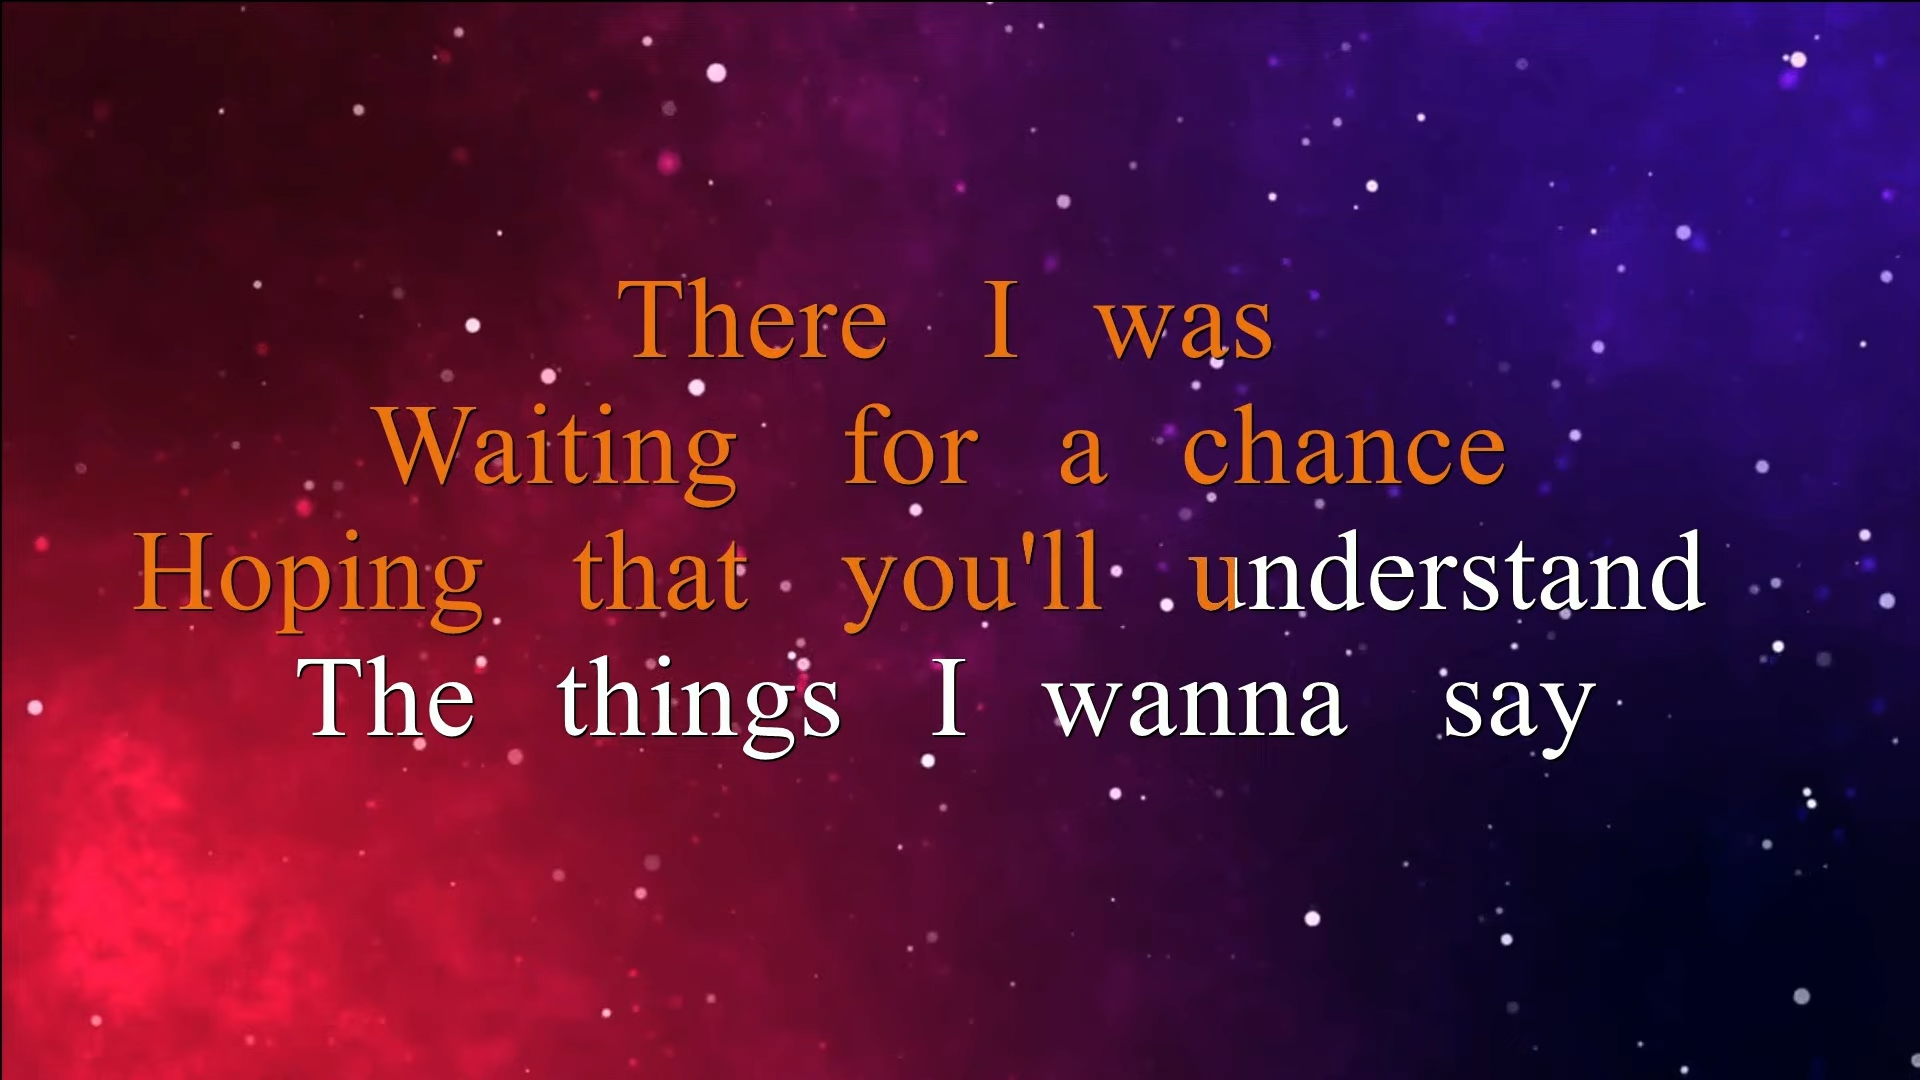 There I was
Waiting for a chance
Hoping that you'll understand
The things I wanna say